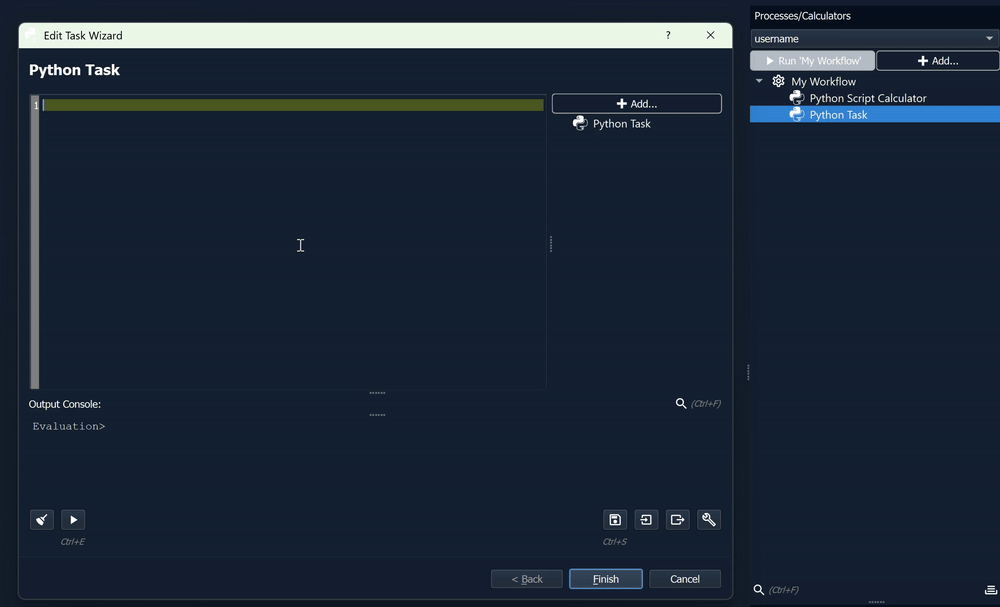 Edit Task Wizard
?
Python Task
1
Add...
Python Task
Output Console:
(Ctrl+F)
Evaluation>
Ctrl+E
Ctrl+S
< Back
Finish
Cancel
Processes/Calculators
username
Run 'My Workflow'
Add...
My Workflow
Python Script Calculator
Python Task
(Ctrl+F)